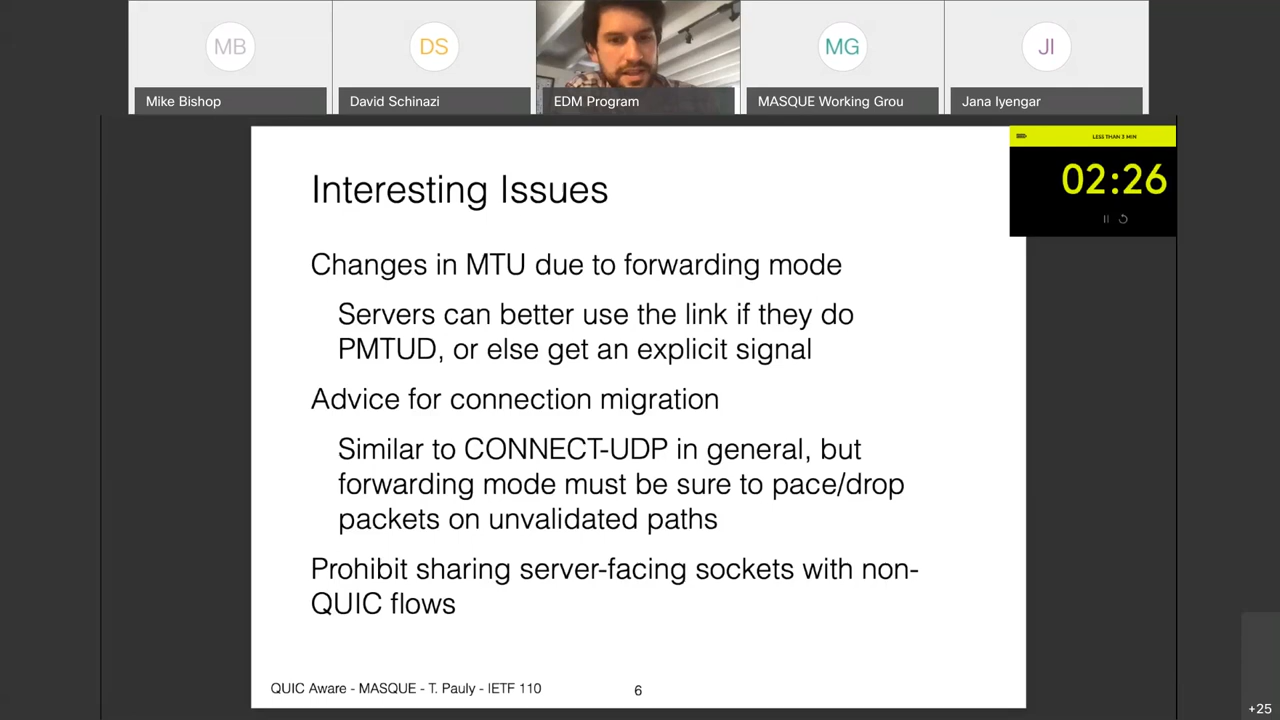 MB
DS
MG
JI
Mike Bishop
David Schinazi
EDM Program
MASQUE Working Grou
Jana Iyengar
LESS THAN 3 MIN
02:26
Interesting Issues
Changes in MTU due to forwarding mode
Servers can better use the link if they do
PMTUD, or else get an explicit signal
Advice for connection migration
Similar to CONNECT-UDP in general, but
forwarding mode must be sure to pace/drop
packets on unvalidated paths
Prohibit sharing server-facing sockets with non-
QUIC flows
QUIC Aware - MASQUE - T. Pauly - IETF 110
6
+25